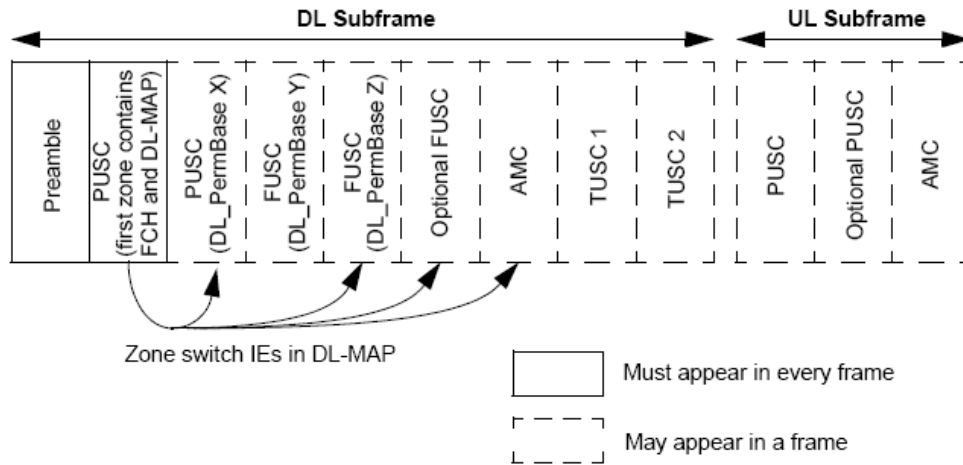 DL Subframe
UL Subframe
Preamble
PUSC
(first zone contains
FCH and DL-MAP)
PUSC
(DL_PermBase X)
FUSC
(DL_PermBase Y)
FUSC
(DL_PermBase Z)
Optional FUSC
AMC
TUSC 1
TUSC 2
PUSC
Optional PUSC
AMC
Zone switch IEs in DL-MAP
Must appear in every frame
May appear in a frame